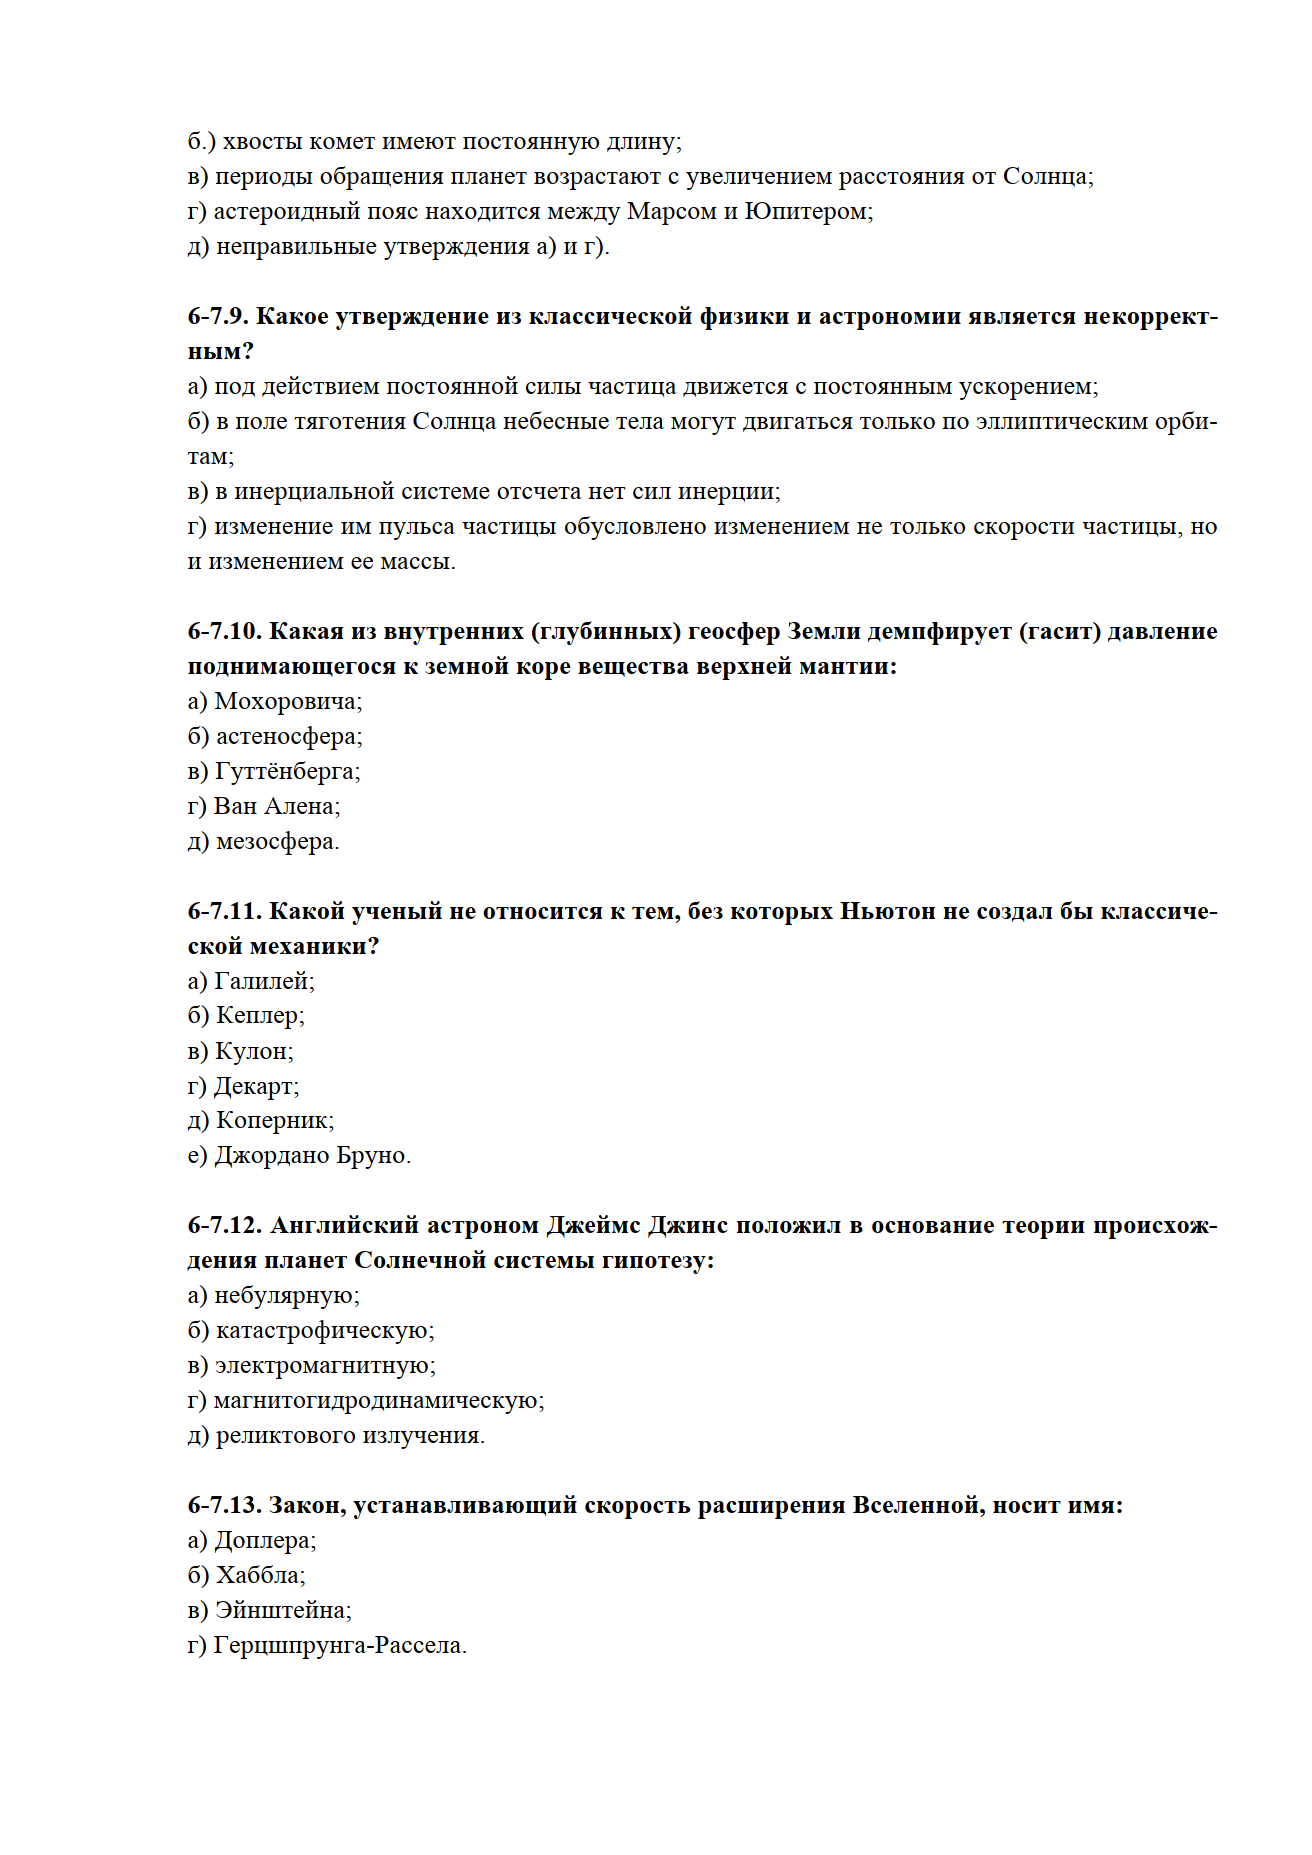 б.) хвосты комет имеют постоянную длину;
в) периоды обращения планет возрастают с увеличением расстояния от Солнца;
г) астероидный пояс находится между Марсом и Юпитером;
д) неправильные утверждения а) и г).
6-7.9. Какое утверждение из классической физики и астрономии является некоррект-
ным?
а) под действием постоянной силы частица движется с постоянным ускорением;
б) в поле тяготения Солнца небесные тела могут двигаться только по эллиптическим орби-
там;
в) в инерциальной системе отсчета нет сил инерции;
г) изменение им пульса частицы обусловлено изменением не только скорости частицы, но
и изменением ее массы.
6-7.10. Какая из внутренних (глубинных) геосфер Земли демпфирует (гасит) давление
поднимающегося к земной коре вещества верхней мантии:
а) Мохоровича;
б) астеносфера;
в) Гуттёнберга;
г) Ван Алена;
д) мезосфера.
6-7.11. Какой ученый не относится к тем, без которых Ньютон не создал бы классиче-
ской механики?
а) Галилей;
б) Кеплер;
в) Кулон;
г) Декарт;
д) Коперник;
е) Джордано Бруно.
6-7.12. Английский астроном Джеймс Джинс положил в основание теории происхож-
дения планет Солнечной системы гипотезу:
а) небулярную;
б) катастрофическую;
в) электромагнитную;
г) магнитогидродинамическую;
д) реликтового излучения.
6-7.13. Закон, устанавливающий скорость расширения Вселенной, носит имя:
а) Доплера;
б) Хаббла;
в) Эйнштейна;
г) Герцшпрунга-Рассела.